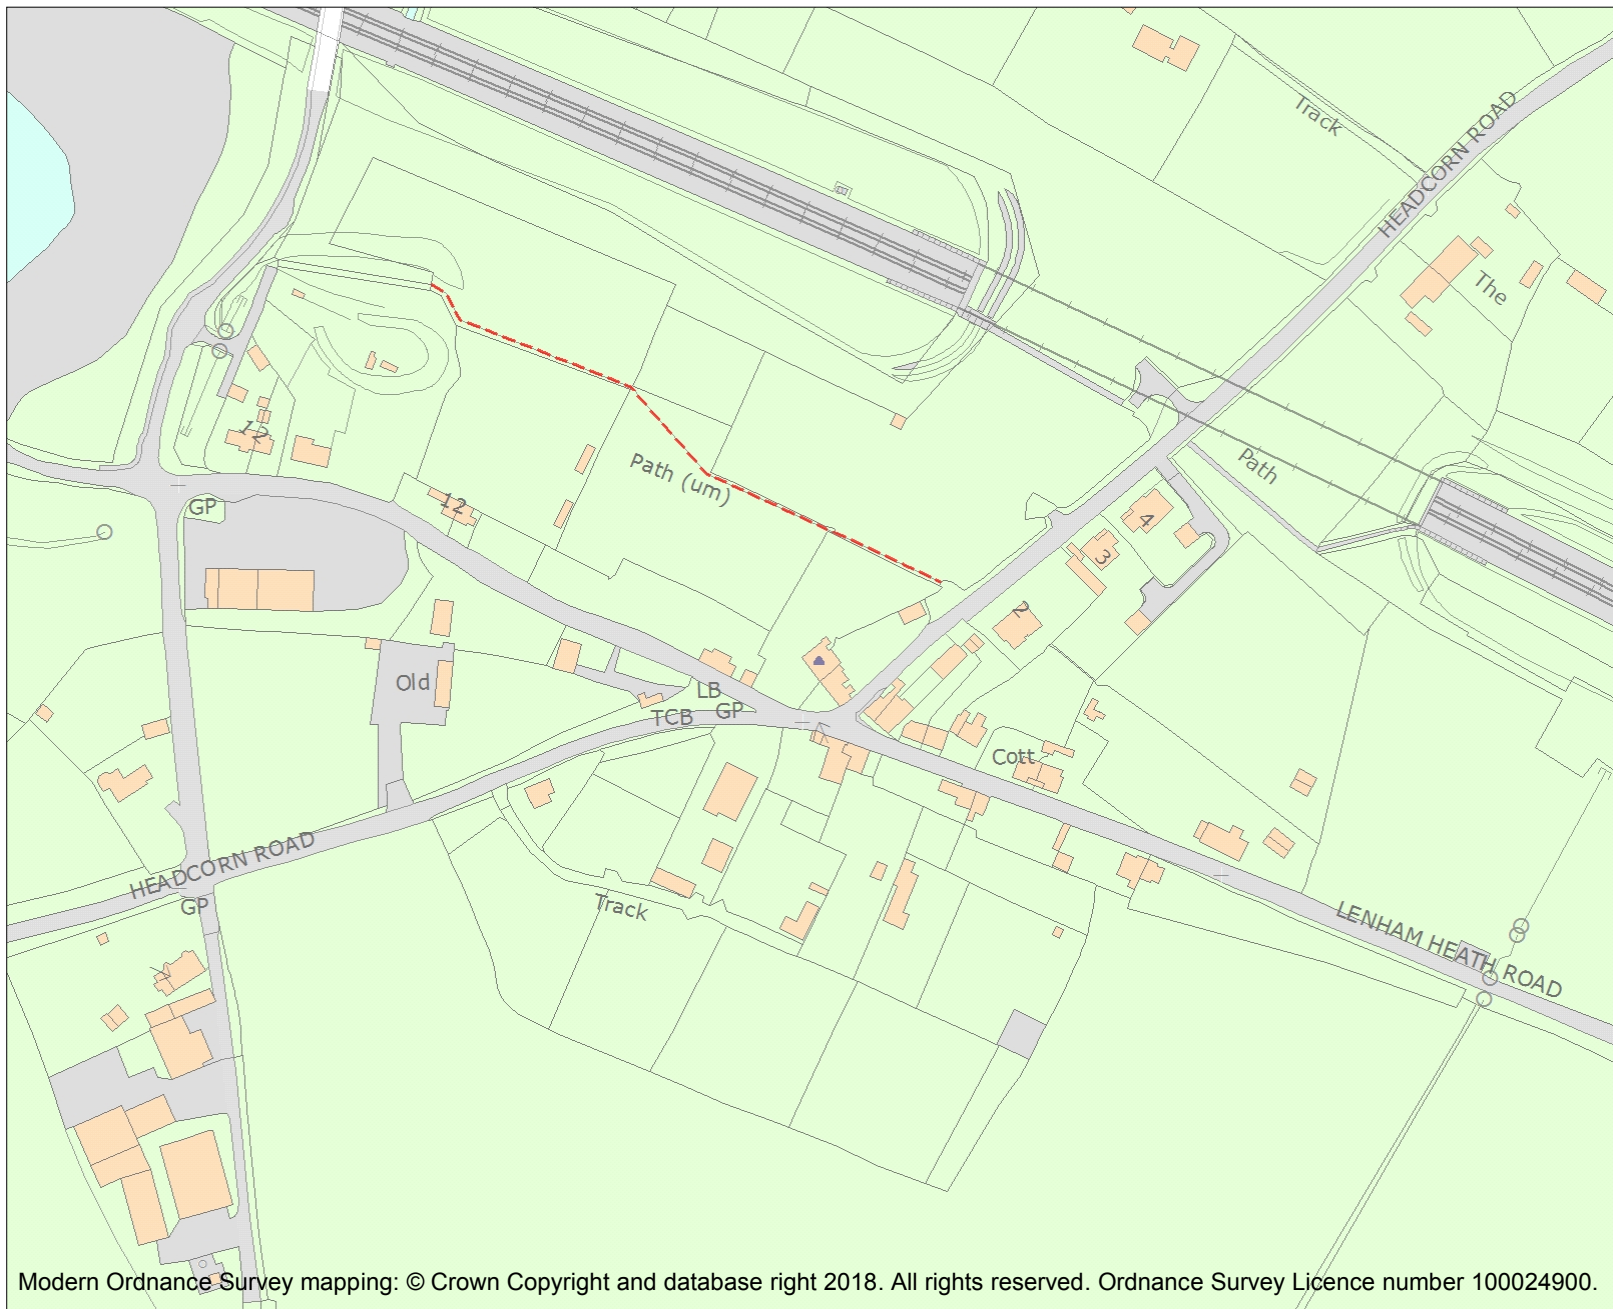 Track
HEADCORN ROAD
The
12
Path (um)
Path
12
GP
4
3
2
Old
LB
GP
TCB
Cott
HEADCORN ROAD
GP
Track
LENHAM HEATH ROAD
Modern Ordnance Survey mapping: © Crown Copyright and database right 2018. All rights reserved. Ordnance Survey Licence number 100024900.